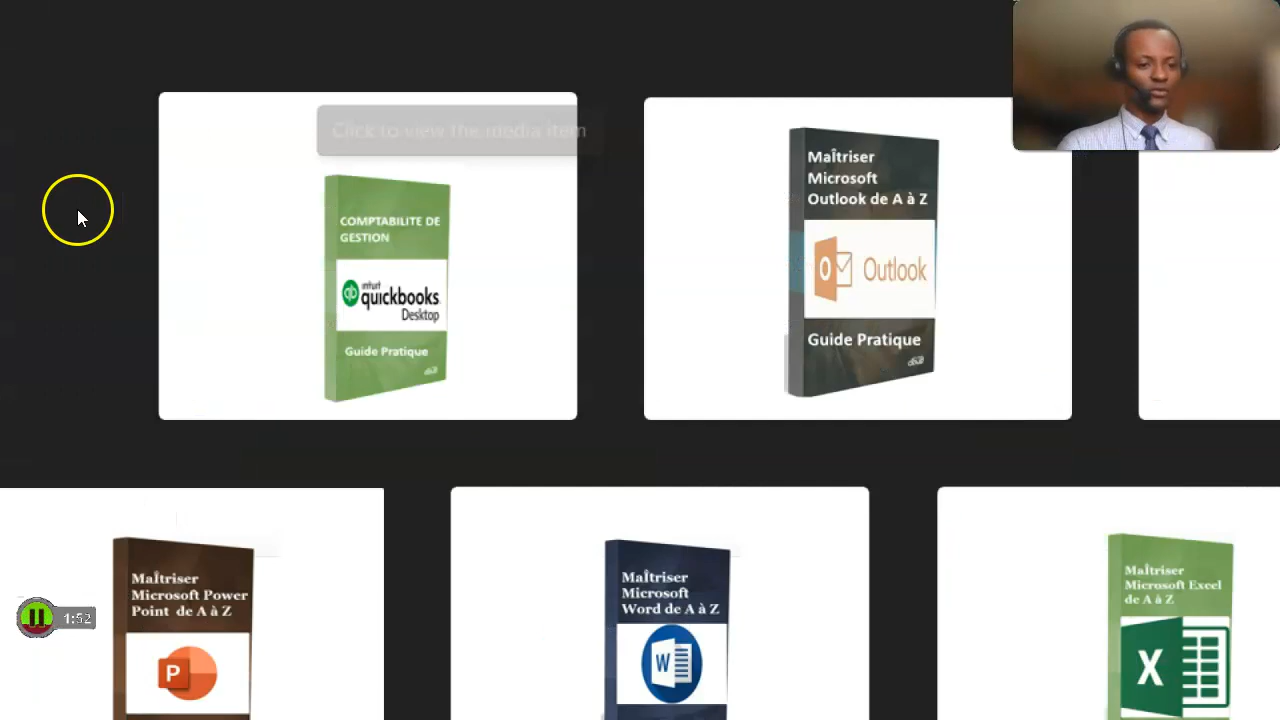 Click to view the media item
COMPTABILITE DE
GESTION
intuit
quickbooks.
Desktop
Guide Pratique
Maîtriser
Microsoft
Outlook de A à Z
Outlook
Guide Pratique
Maîtriser
Microsoft Power
Point de A à Z
P
Maîtriser
Microsoft
Word de A à Z
W
Maîtriser
Microsoft Excel
de A à Z
X
1:52